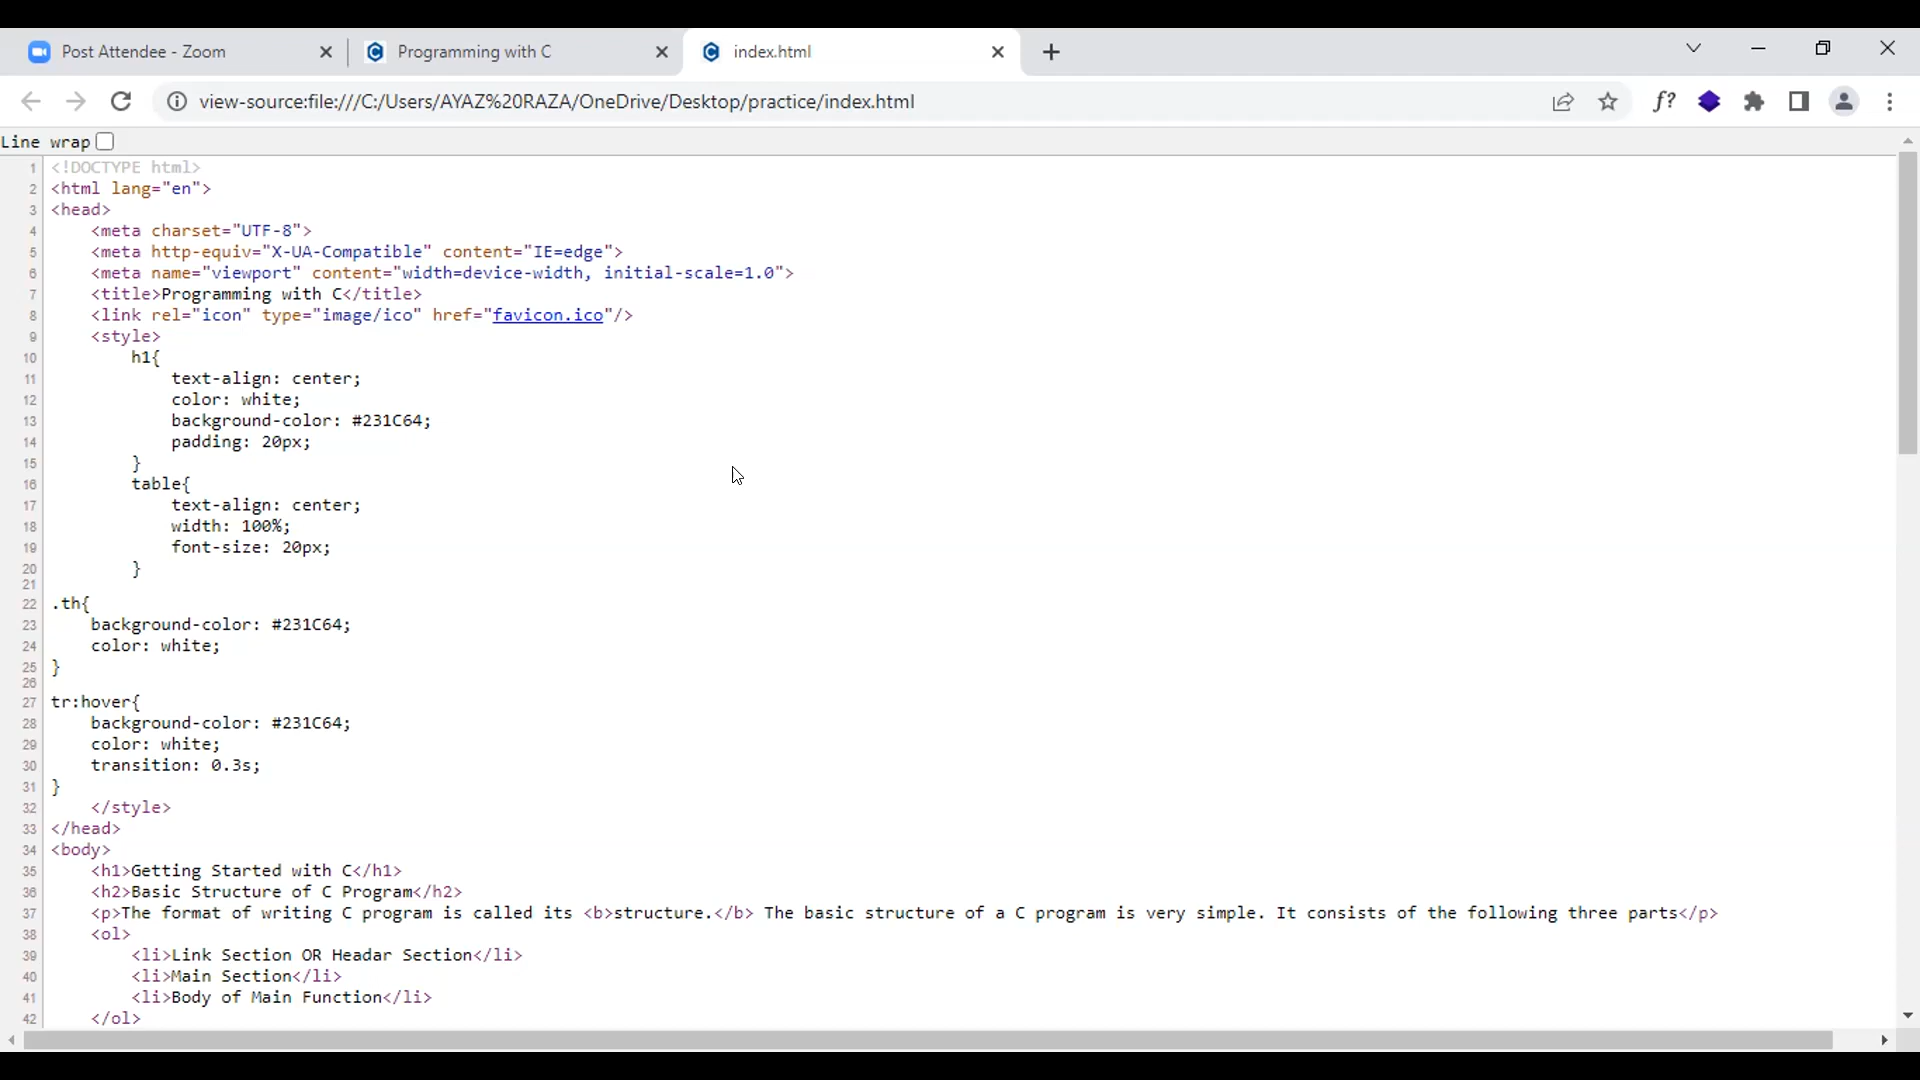 Post Attendee - Zoom
Programming with C
index.html
view-source:file:///C:/Users/AYAZ%20RAZA/OneDrive/Desktop/practice/index.html
f?
Line wrap
1 <!DOCTYPE html>
2 <html lang="en">
3 <head>
4     <meta charset="UTF-8">
5     <meta http-equiv="X-UA-Compatible" content="IE=edge">
6     <meta name="viewport" content="width=device-width, initial-scale=1.0">
7     <title>Programming with C</title>
8     <link rel="icon" type="image/ico" href="favicon.ico"/>
9     <style>
10         h1{
11             text-align: center;
12             color: white;
13             background-color: #231C64;
14             padding: 20px;
15         }
16         table{
17             text-align: center;
18             width: 100%;
19             font-size: 20px;
20         }
21
22 .th{
23     background-color: #231C64;
24     color: white;
25 }
26
27 tr:hover{
28     background-color: #231C64;
29     color: white;
30     transition: 0.3s;
31 }
32     </style>
33 </head>
34 <body>
35     <h1>Getting Started with C</h1>
36     <h2>Basic Structure of C Program</h2>
37     <p>The format of writing C program is called its <b>structure.</b> The basic structure of a C program is very simple. It consists of the following three parts</p>
38     <ol>
39         <li>Link Section OR Headar Section</li>
40         <li>Main Section</li>
41         <li>Body of Main Function</li>
42     </ol>